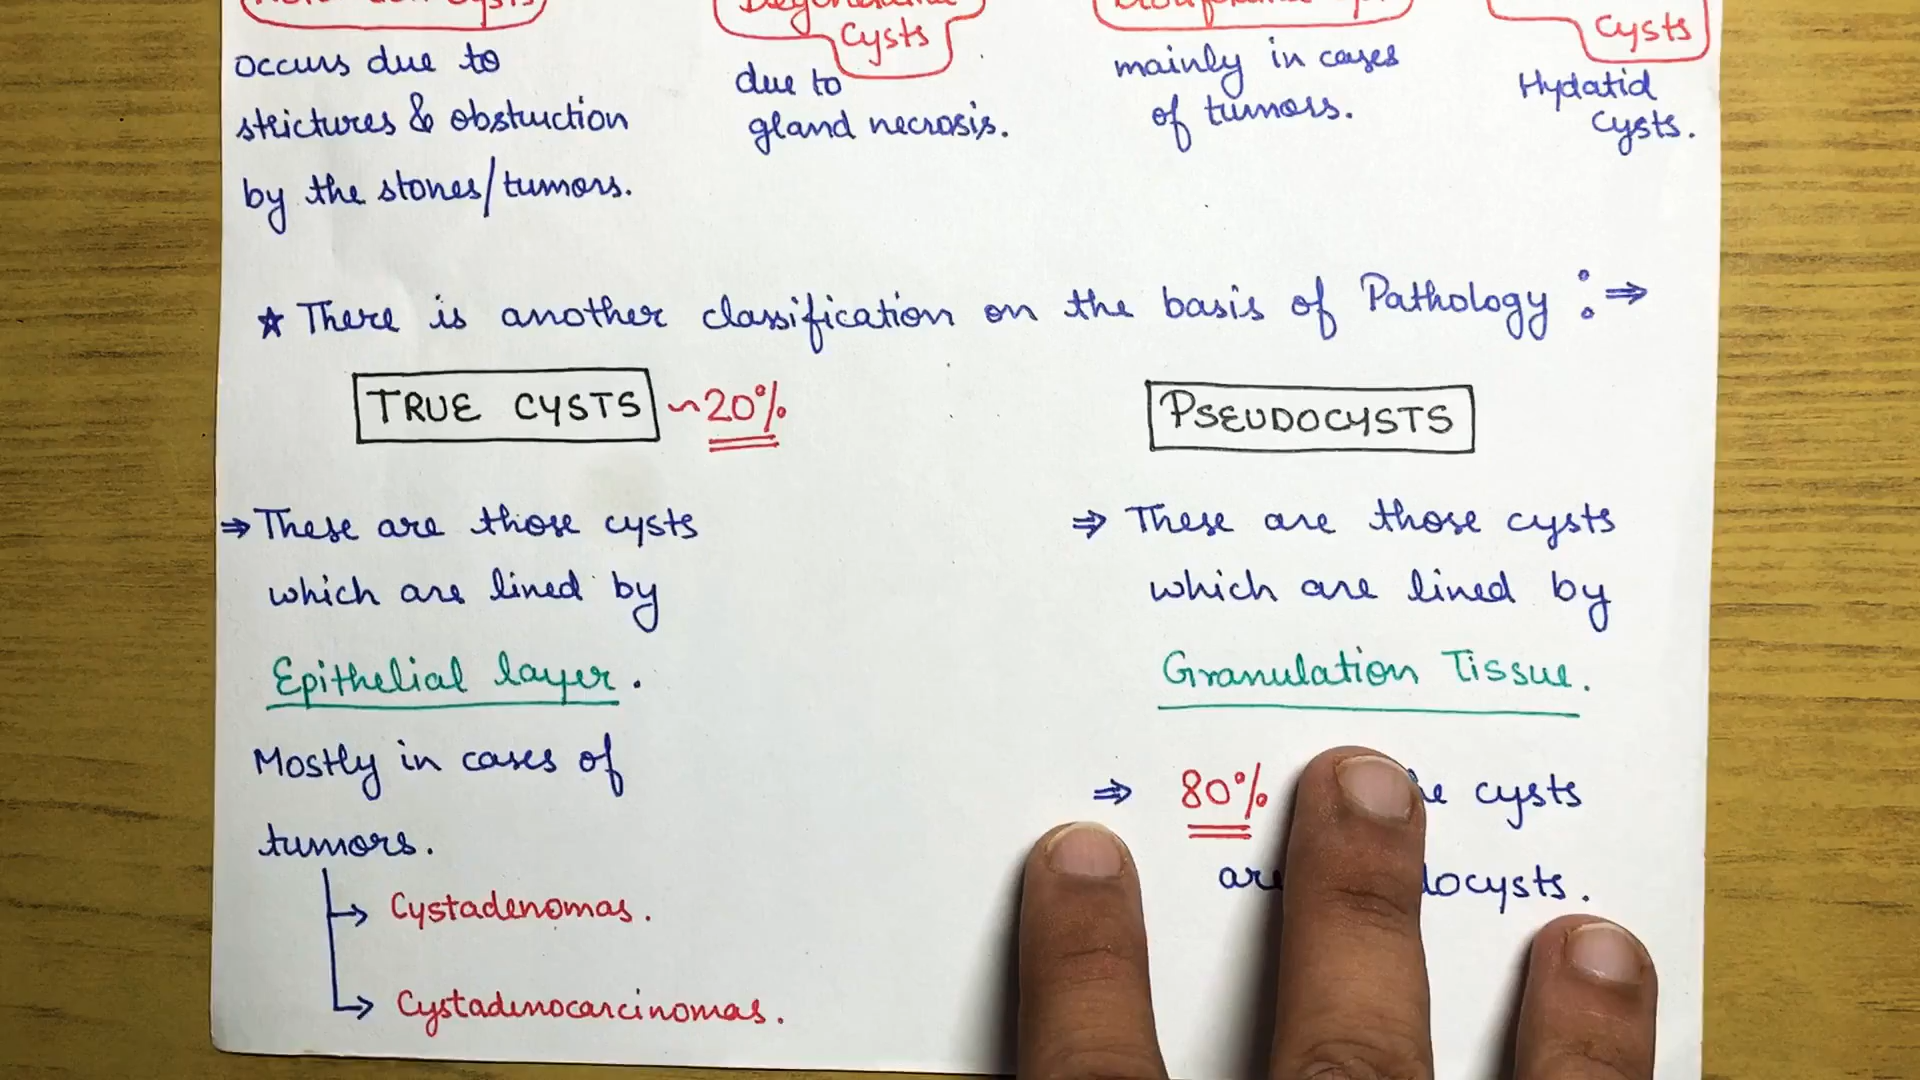 Cysts
Cysts
occurs due to
strictures & obstruction
by the stones/tumors.
due to
gland necrosis.
mainly in cases
of tumors.
Hydatid
Cysts.
★ There is another classification on the basis of Pathology :⇒
TRUE CYSTS ~20%
⇒ These are those cysts
which are lined by
Epithelial layer.
Mostly in cases of
tumors.
→ Cystadenomas.
→ Cystadenocarcinomas.
PSEUDOCYSTS
⇒ These are those cysts
which are lined by
Granulation Tissue.
⇒ 80% cysts
are